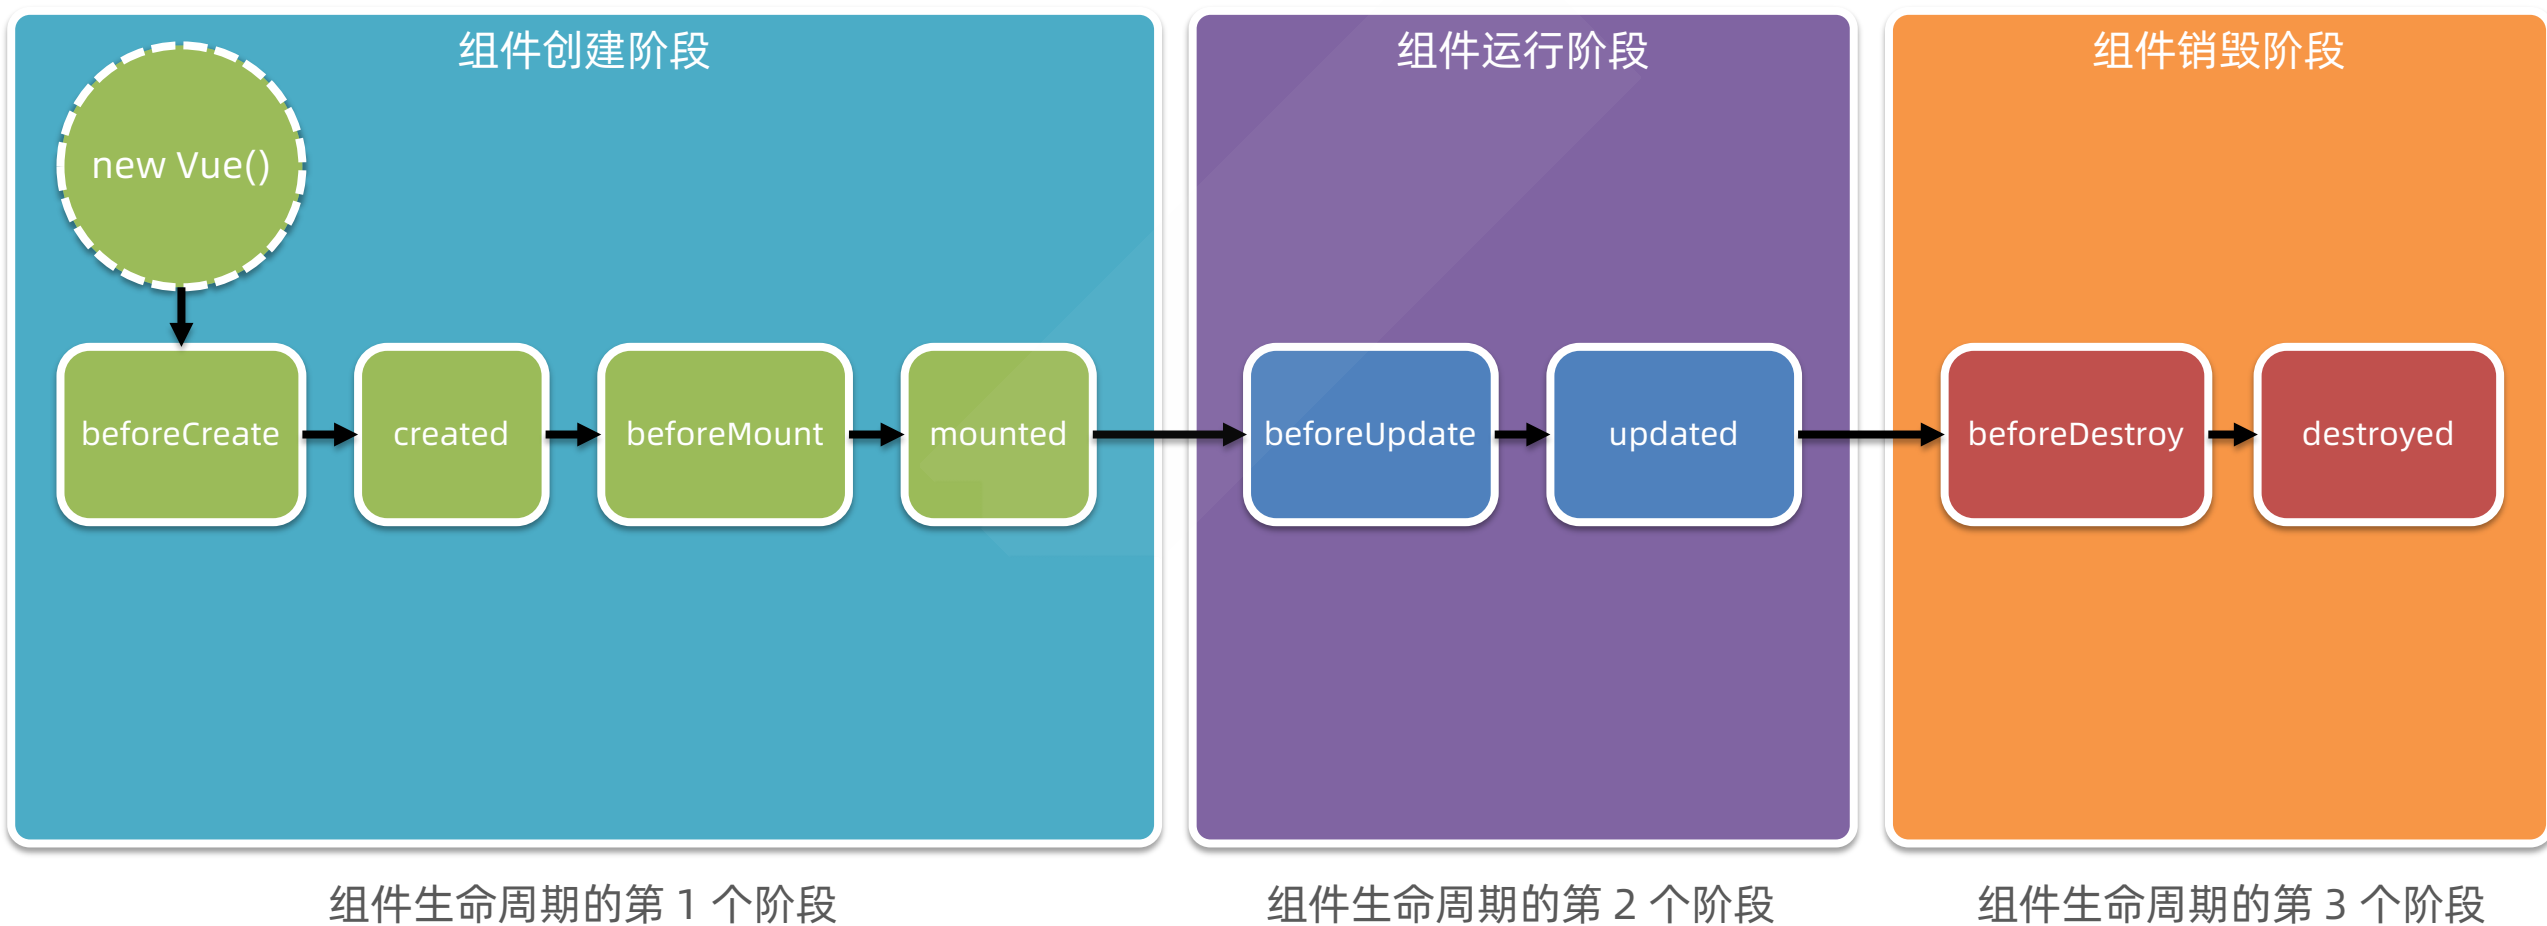 组件创建阶段
组件运行阶段
组件销毁阶段
new Vue()
beforeCreate
created
beforeMount
mounted
beforeUpdate
updated
beforeDestroy
destroyed
组件生命周期的第 1 个阶段
组件生命周期的第 2 个阶段
组件生命周期的第 3 个阶段